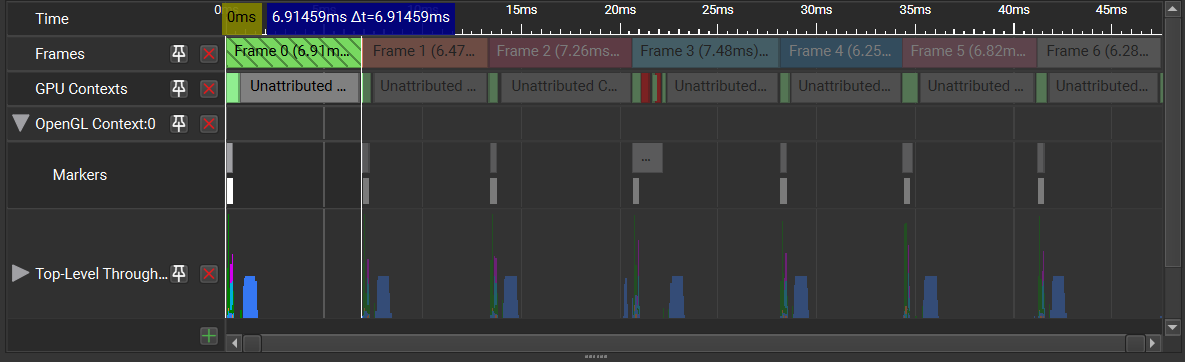 Time
0ms
6.91459ms Δt=6.91459ms
15ms
20ms
25ms
30ms
35ms
40ms
45ms
Frames
Frame 0 (6.91m...
Frame 1 (6.47...
Frame 2 (7.26ms...
Frame 3 (7.48ms)...
Frame 4 (6.25...
Frame 5 (6.82m...
Frame 6 (6.28...
GPU Contexts
Unattributed ...
Unattributed ...
Unattributed C...
Unattributed...
Unattributed ...
Unattributed ...
Unattributed...
OpenGL Context:0
Markers
...
Top-Level Through...